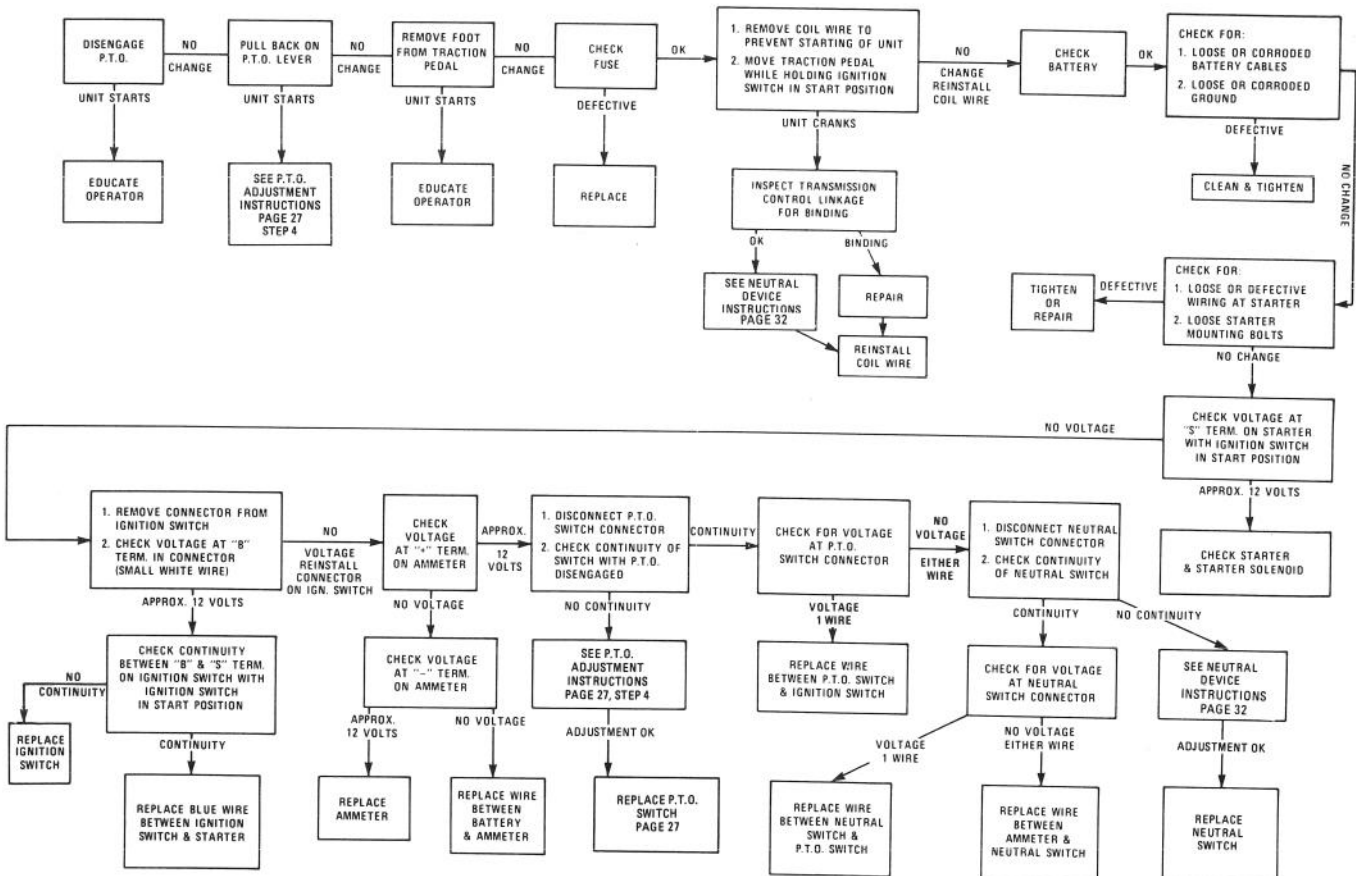 DISENGAGE
P.T.O.
NO
CHANGE
PULL BACK ON
P.T.O. LEVER
NO
CHANGE
REMOVE FOOT
FROM TRACTION
PEDAL
NO
CHANGE
CHECK
FUSE
OK
1. REMOVE COIL WIRE TO
PREVENT STARTING OF UNIT
2. MOVE TRACTION PEDAL
WHILE HOLDING IGNITION
SWITCH IN START POSITION
NO
CHANGE
REINSTALL
COIL WIRE
CHECK
BATTERY
OK
CHECK FOR:
1. LOOSE OR CORRODED
BATTERY CABLES
2. LOOSE OR CORRODED
GROUND
UNIT STARTS
UNIT STARTS
UNIT STARTS
DEFECTIVE
UNIT CRANKS
DEFECTIVE
NO CHANGE
EDUCATE
OPERATOR
SEE P.T.O.
ADJUSTMENT
INSTRUCTIONS
PAGE 27
STEP 4
EDUCATE
OPERATOR
REPLACE
INSPECT TRANSMISSION
CONTROL LINKAGE
FOR BINDING
CLEAN & TIGHTEN
OK
BINDING
SEE NEUTRAL
DEVICE
INSTRUCTIONS
PAGE 32
REPAIR
REINSTALL
COIL WIRE
TIGHTEN
OR
REPAIR
DEFECTIVE
CHECK FOR:
1. LOOSE OR DEFECTIVE
WIRING AT STARTER
2. LOOSE STARTER
MOUNTING BOLTS
NO CHANGE
CHECK VOLTAGE AT
"S" TERM. ON STARTER
WITH IGNITION SWITCH
IN START POSITION
NO VOLTAGE
APPROX. 12 VOLTS
CHECK STARTER
& STARTER SOLENOID
1. REMOVE CONNECTOR FROM
IGNITION SWITCH
2. CHECK VOLTAGE AT "B"
TERM. IN CONNECTOR
(SMALL WHITE WIRE)
NO
VOLTAGE
REINSTALL
CONNECTOR
ON IGN. SWITCH
CHECK
VOLTAGE
AT "+" TERM.
ON AMMETER
APPROX.
12
VOLTS
1. DISCONNECT P.T.O.
SWITCH CONNECTOR
2. CHECK CONTINUITY OF
SWITCH WITH P.T.O.
DISENGAGED
CONTINUITY
CHECK FOR VOLTAGE
AT P.T.O.
SWITCH CONNECTOR
NO
VOLTAGE
EITHER
WIRE
1. DISCONNECT NEUTRAL
SWITCH CONNECTOR
2. CHECK CONTINUITY
OF NEUTRAL SWITCH
APPROX. 12 VOLTS
NO VOLTAGE
NO CONTINUITY
VOLTAGE
1 WIRE
CONTINUITY
NO CONTINUITY
CHECK CONTINUITY
BETWEEN "B" & "S" TERM.
ON IGNITION SWITCH WITH
IGNITION SWITCH
IN START POSITION
NO
CONTINUITY
REPLACE
IGNITION
SWITCH
CONTINUITY
REPLACE BLUE WIRE
BETWEEN IGNITION
SWITCH & STARTER
CHECK VOLTAGE
AT "–" TERM.
ON AMMETER
APPROX.
12 VOLTS
NO VOLTAGE
REPLACE
AMMETER
REPLACE WIRE
BETWEEN
BATTERY
& AMMETER
SEE P.T.O.
ADJUSTMENT
INSTRUCTIONS
PAGE 27, STEP 4
ADJUSTMENT OK
REPLACE P.T.O.
SWITCH
PAGE 27
REPLACE WIRE
BETWEEN P.T.O. SWITCH
& IGNITION SWITCH
CHECK FOR VOLTAGE
AT NEUTRAL
SWITCH CONNECTOR
VOLTAGE
1 WIRE
NO VOLTAGE
EITHER WIRE
REPLACE WIRE
BETWEEN NEUTRAL
SWITCH &
P.T.O. SWITCH
REPLACE WIRE
BETWEEN
AMMETER &
NEUTRAL SWITCH
SEE NEUTRAL
DEVICE
INSTRUCTIONS
PAGE 32
ADJUSTMENT OK
REPLACE
NEUTRAL
SWITCH